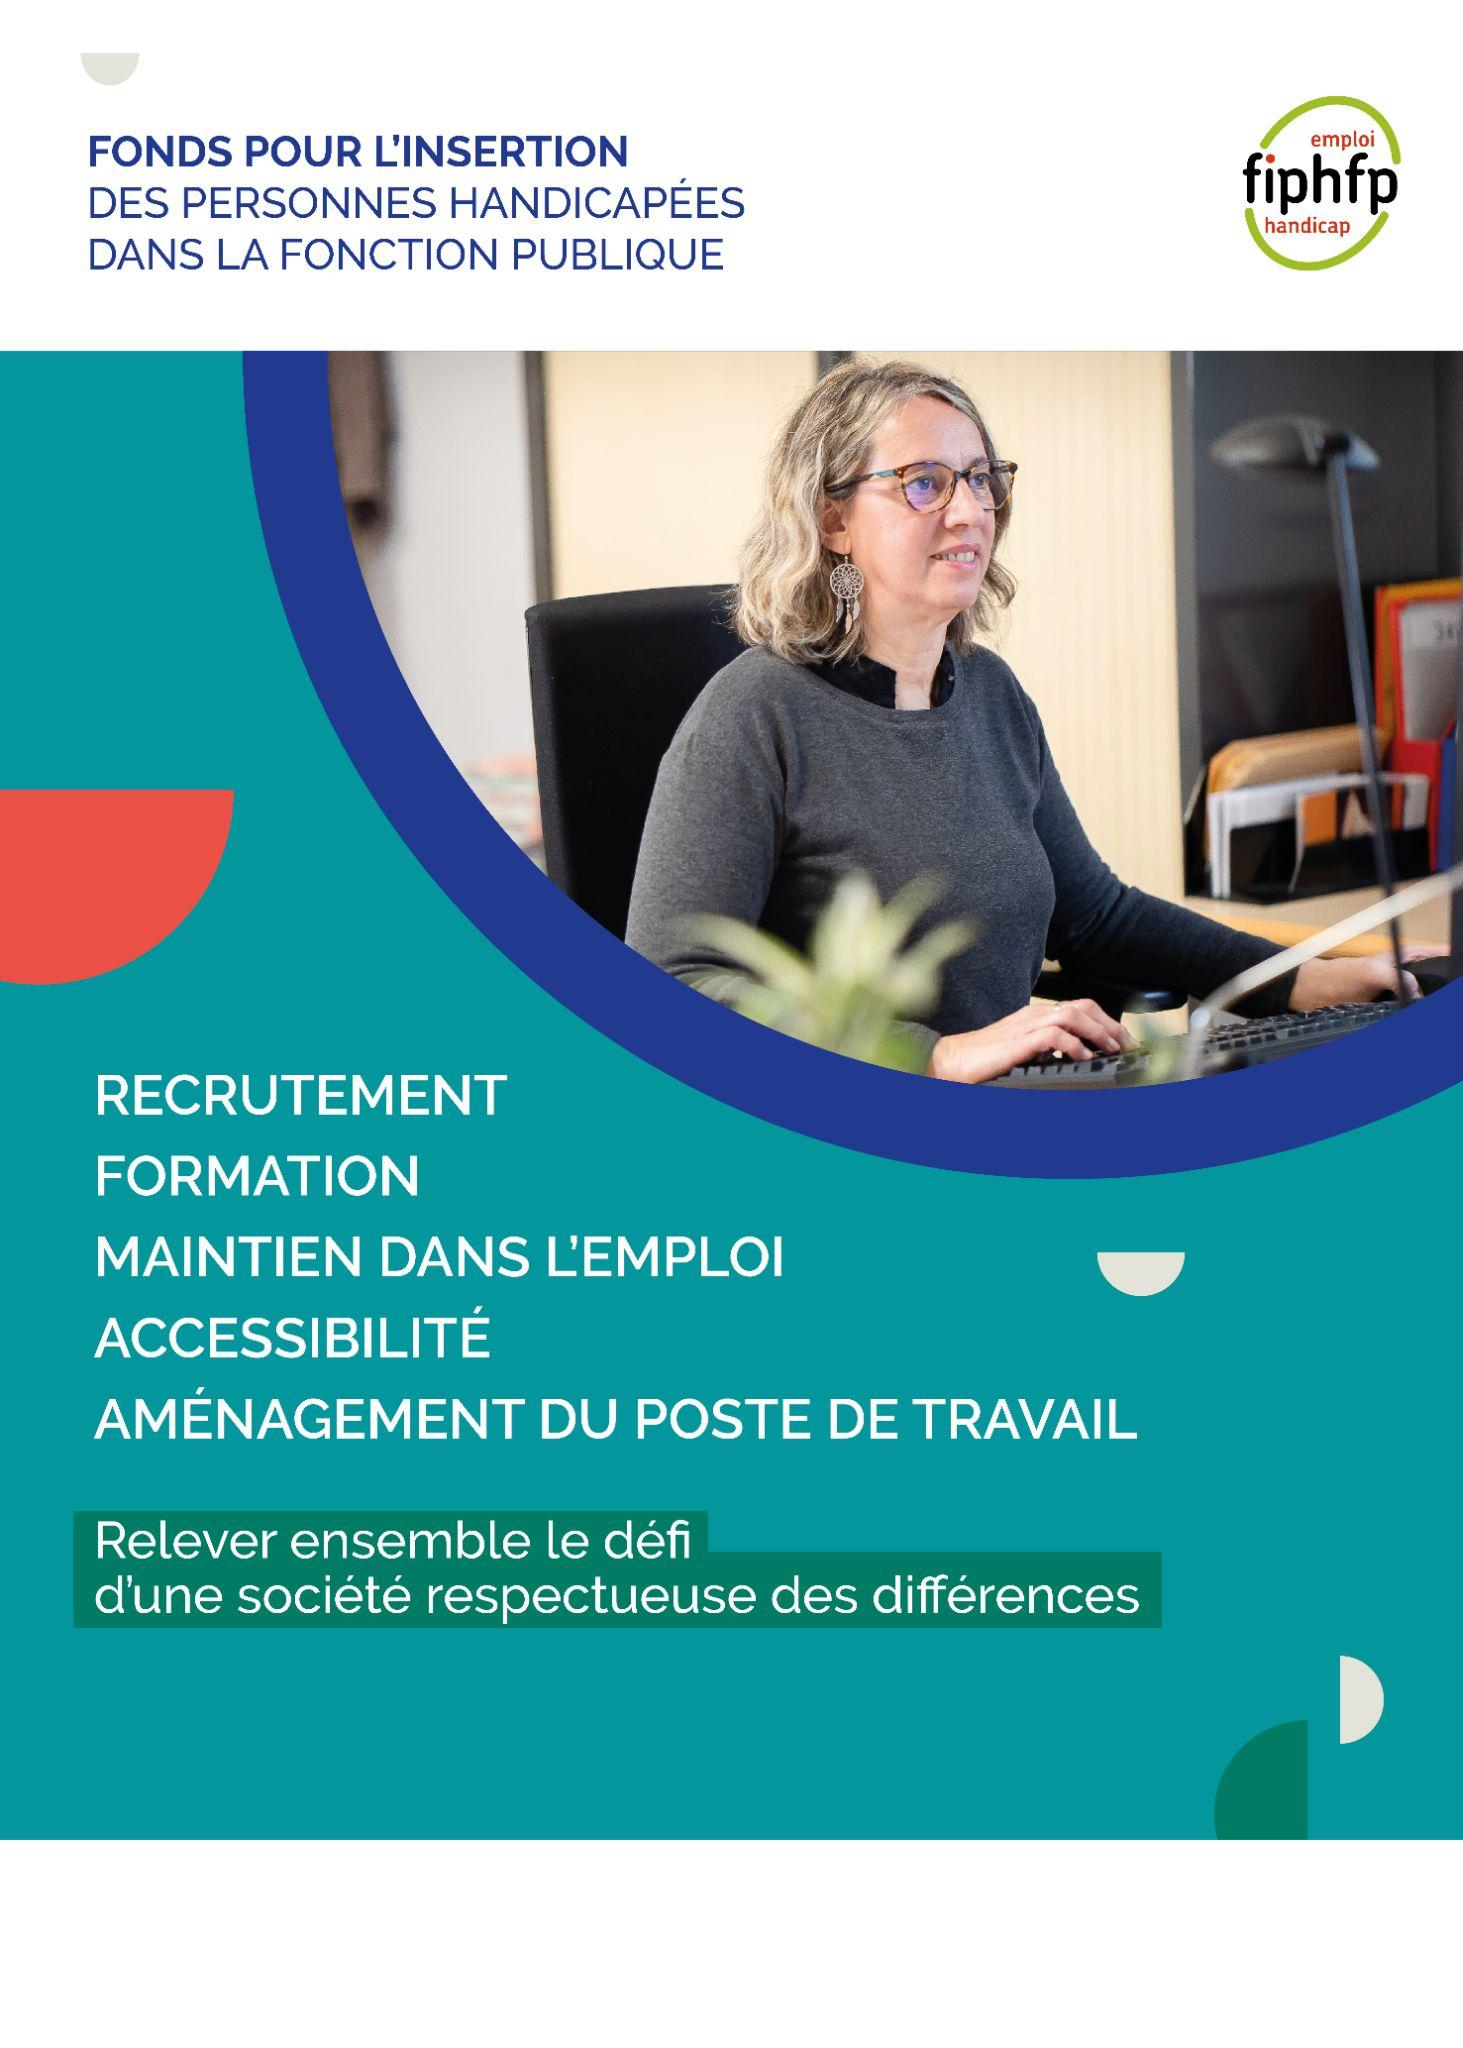 FONDS POUR L’INSERTION
DES PERSONNES HANDICAPÉES
DANS LA FONCTION PUBLIQUE
emploi
fiphfp
handicap
RECRUTEMENT
FORMATION
MAINTIEN DANS L’EMPLOI
ACCESSIBILITÉ
AMÉNAGEMENT DU POSTE DE TRAVAIL
Relever ensemble le défi
d’une société respectueuse des différences